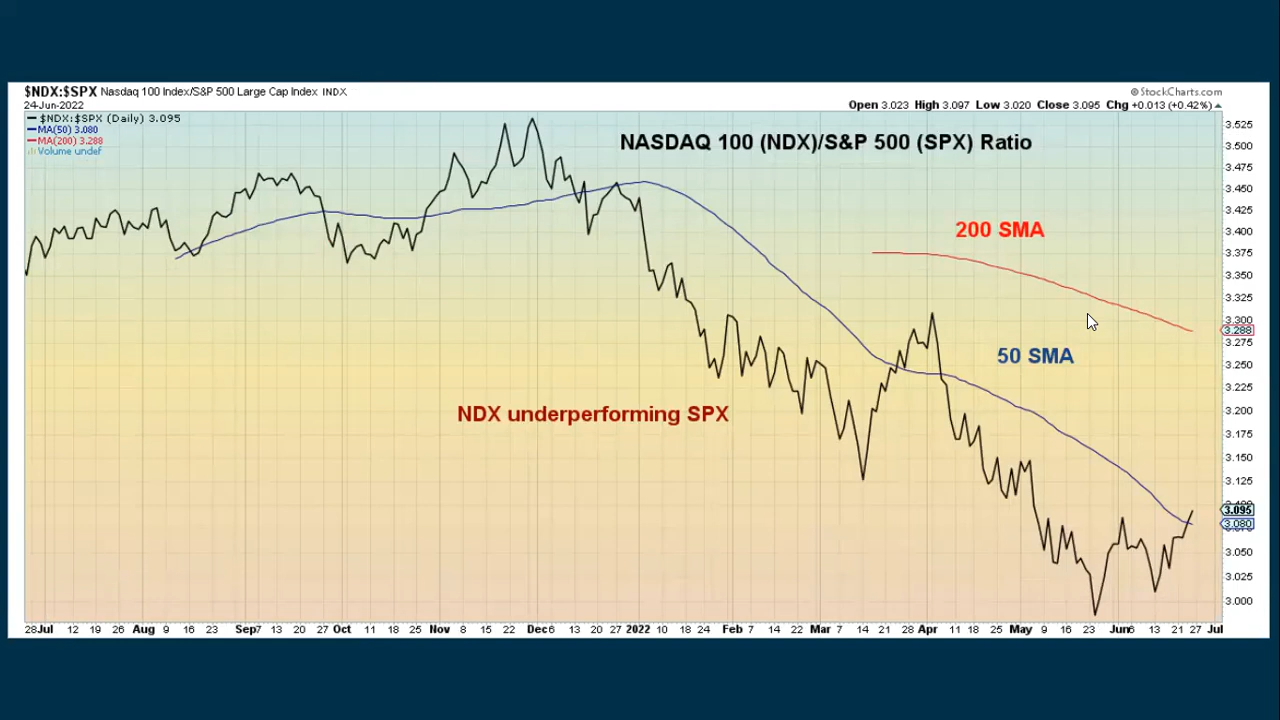 $NDX:$SPX Nasdaq 100 Index/S&P 500 Large Cap Index INDX
© StockCharts.com
24-Jun-2022
Open 3.023 High 3.097 Low 3.020 Close 3.095 Chg +0.013 (+0.42%)
$NDX:$SPX (Daily) 3.095
MA(50) 3.080
MA(200) 3.288
Volume undef
NASDAQ 100 (NDX)/S&P 500 (SPX) Ratio
200 SMA
50 SMA
NDX underperforming SPX
3.525
3.500
3.475
3.450
3.425
3.400
3.375
3.350
3.325
3.300
3.288
3.275
3.250
3.225
3.200
3.175
3.150
3.125
3.095
3.080
3.050
3.025
3.000
28 Jul 12 19 26 Aug 9 16 23 Sep 7 13 20 27 Oct 11 18 25 Nov 8 15 22 Dec 6 13 20 27 2022 10 18 24 Feb 7 14 22 Mar 7 14 21 28 Apr 11 18 25 May 9 16 23 Jun 6 13 21 27 Jul